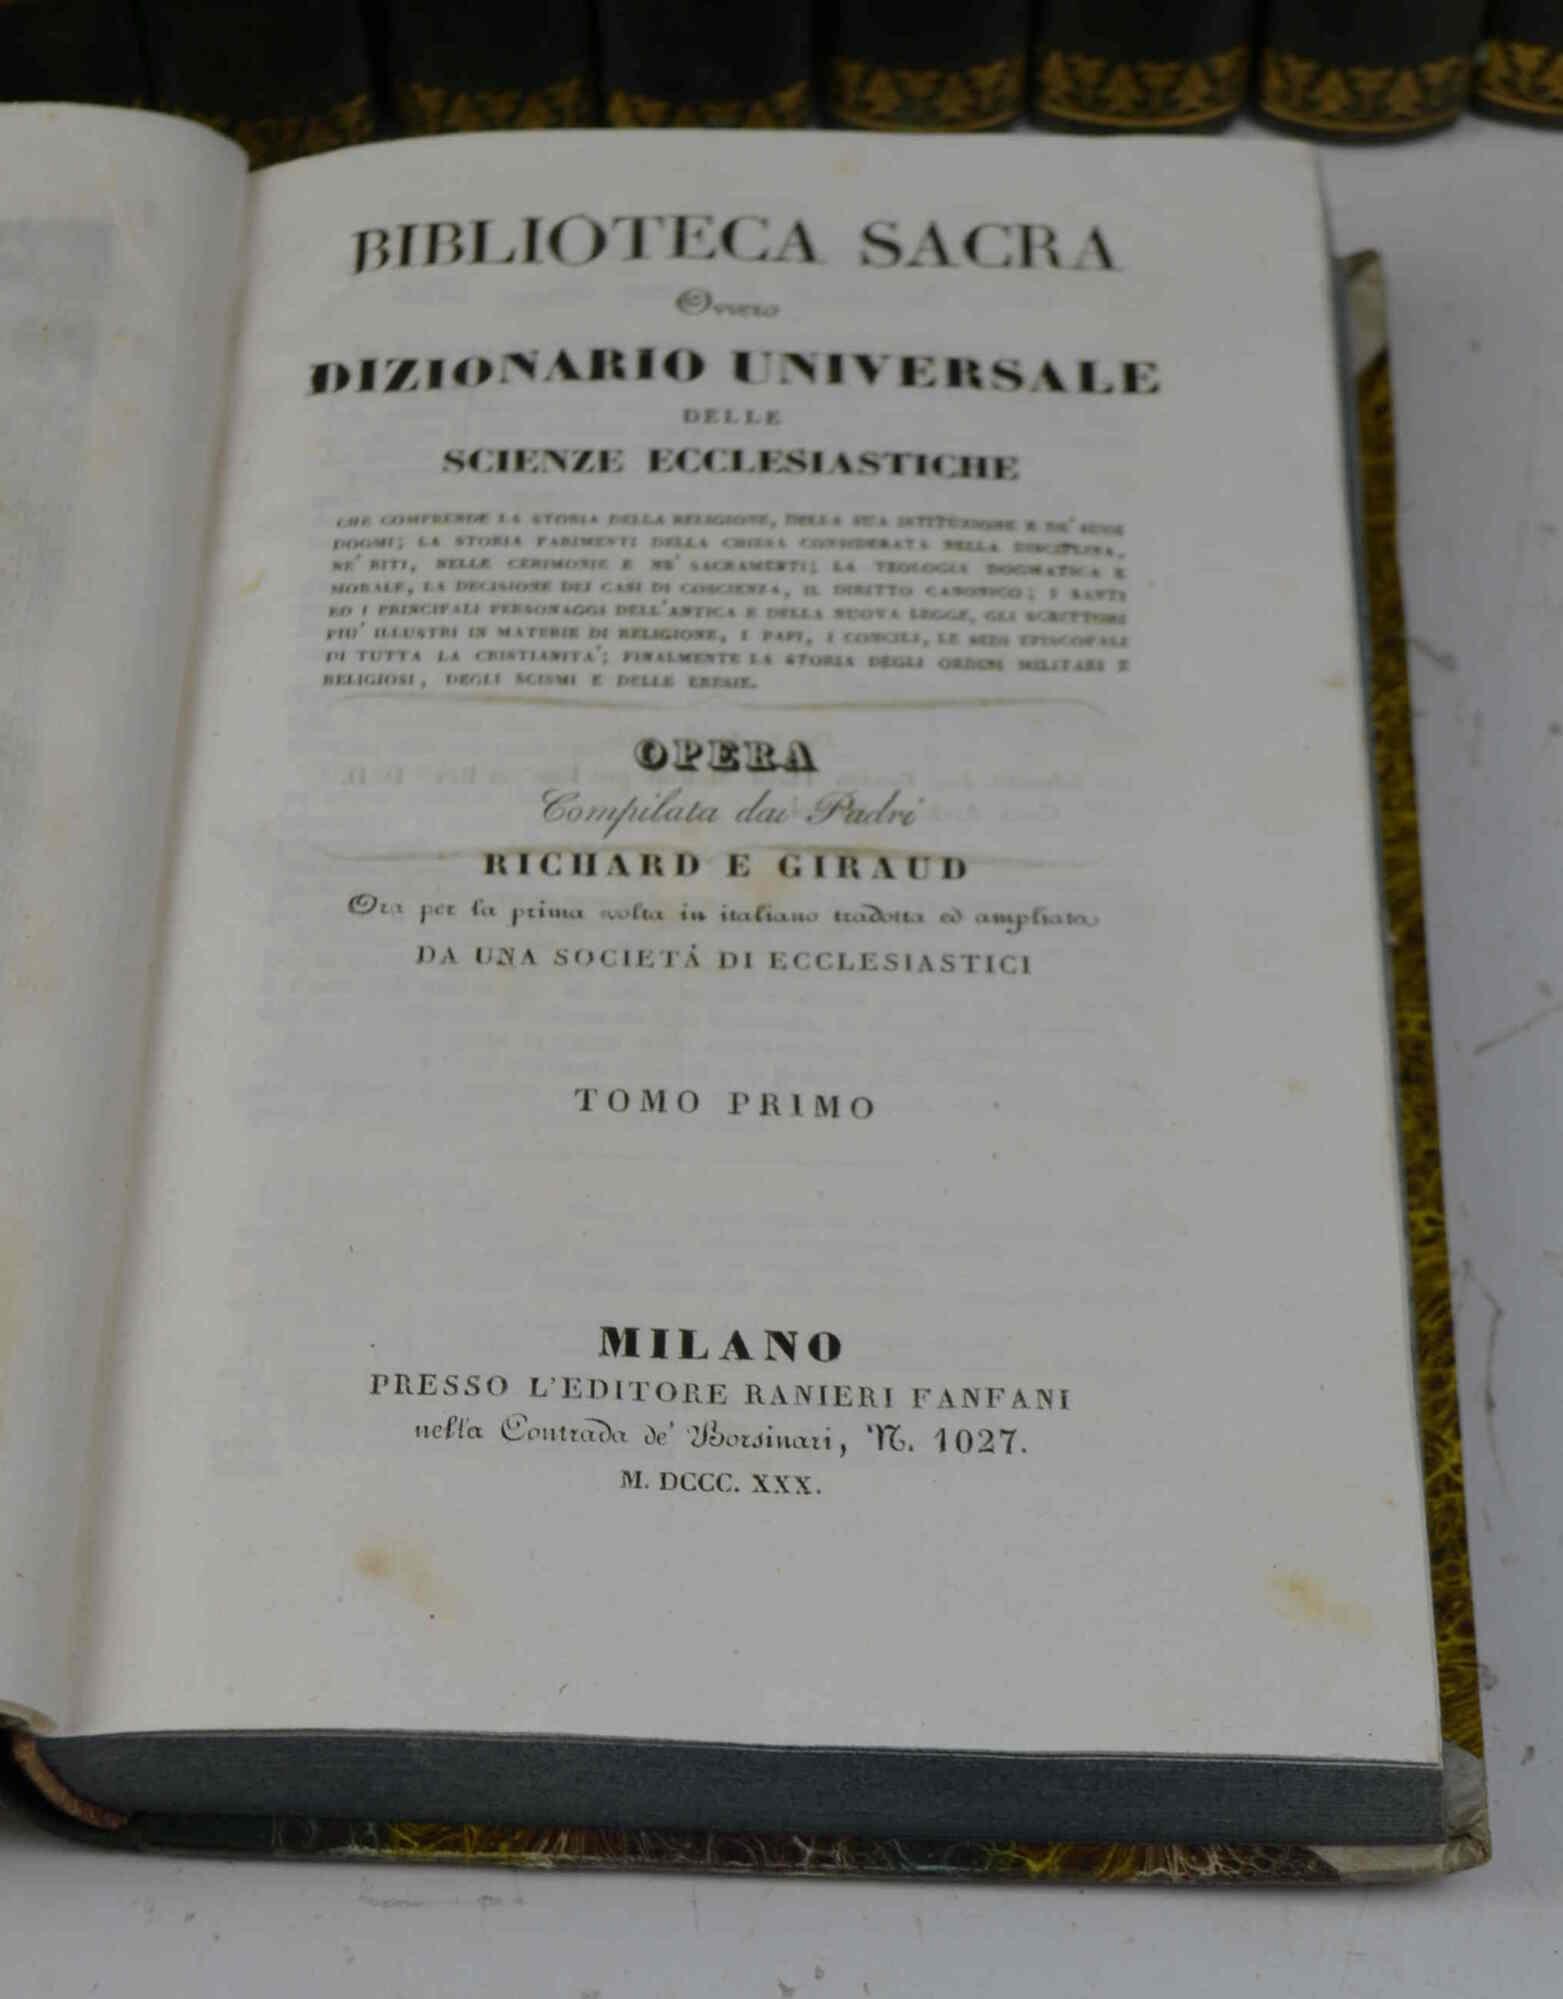 BIBLIOTECA SACRA
Ovvero
DIZIONARIO UNIVERSALE
DELLE
SCIENZE ECCLESIASTICHE
CHE COMPRENDE LA STORIA DELLA RELIGIONE, DELLA SUA ISTITUZIONE E DE' SUOI
DOGMI; LA STORIA PARIMENTI DELLA CHIESA CONSIDERATA NELLA DISCIPLINA,
NE' RITI, NELLE CERIMONIE E NE' SACRAMENTI; LA TEOLOGIA DOGMATICA E
MORALE, LA DECISIONE DEI CASI DI COSCIENZA, IL DIRITTO CANONICO; I SANTI
ED I PRINCIPALI PERSONAGGI DELL'ANTICA E DELLA NUOVA LEGGE, GLI SCRITTORI
PIU' ILLUSTRI IN MATERIE DI RELIGIONE, I PAPI, I CONCILI, LE SEDI EPISCOPALI
DI TUTTA LA CRISTIANITA'; FINALMENTE LA STORIA DEGLI ORDINI MILITARI E
RELIGIOSI, DEGLI SCISMI E DELLE ERESIE.
OPERA
Compilata dai Padri
RICHARD E GIRAUD
Ora per la prima volta in italiano tradotta ed ampliata
DA UNA SOCIETÁ DI ECCLESIASTICI
TOMO PRIMO
MILANO
PRESSO L'EDITORE RANIERI FANFANI
nella Contrada de' Borsinari, N. 1027.
M. DCCC. XXX.